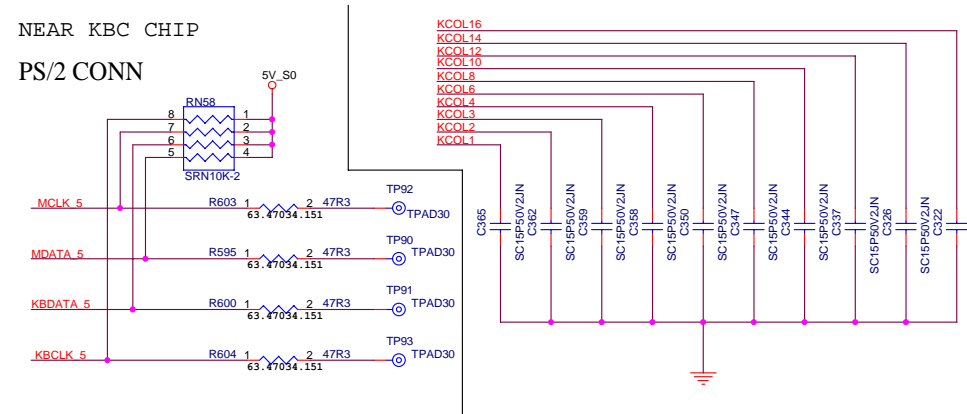 NEAR KBC CHIP
PS/2 CONN
5V_S0
RN58
8 1
7 2
6 3
5 4
SRN10K-2
MCLK_5 R603 1 2 47R3 TP92 TPAD30
63.47034.151
MDATA_5 R595 1 2 47R3 TP90 TPAD30
63.47034.151
KBDATA_5 R600 1 2 47R3 TP91 TPAD30
63.47034.151
KBCLK_5 R604 1 2 47R3 TP93 TPAD30
63.47034.151
KCOL16
KCOL14
KCOL12
KCOL10
KCOL8
KCOL6
KCOL4
KCOL3
KCOL2
KCOL1
C365
SC15P50V2JN
C362
SC15P50V2JN
C359
SC15P50V2JN
C358
SC15P50V2JN
C350
SC15P50V2JN
C347
SC15P50V2JN
C344
SC15P50V2JN
C337
SC15P50V2JN
C326
SC15P50V2JN
C322
SC15P50V2JN